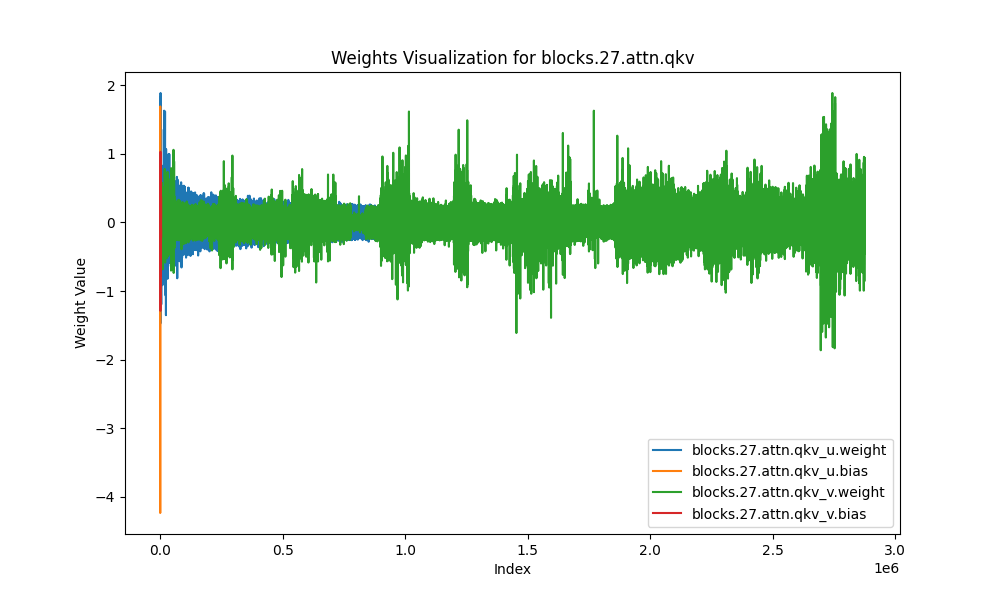 Weights Visualization for blocks.27.attn.qkv
2
1
0
−1
−2
−3
−4
Weight Value
0.0
0.5
1.0
1.5
2.0
2.5
3.0
1e6
Index
blocks.27.attn.qkv_u.weight
blocks.27.attn.qkv_u.bias
blocks.27.attn.qkv_v.weight
blocks.27.attn.qkv_v.bias